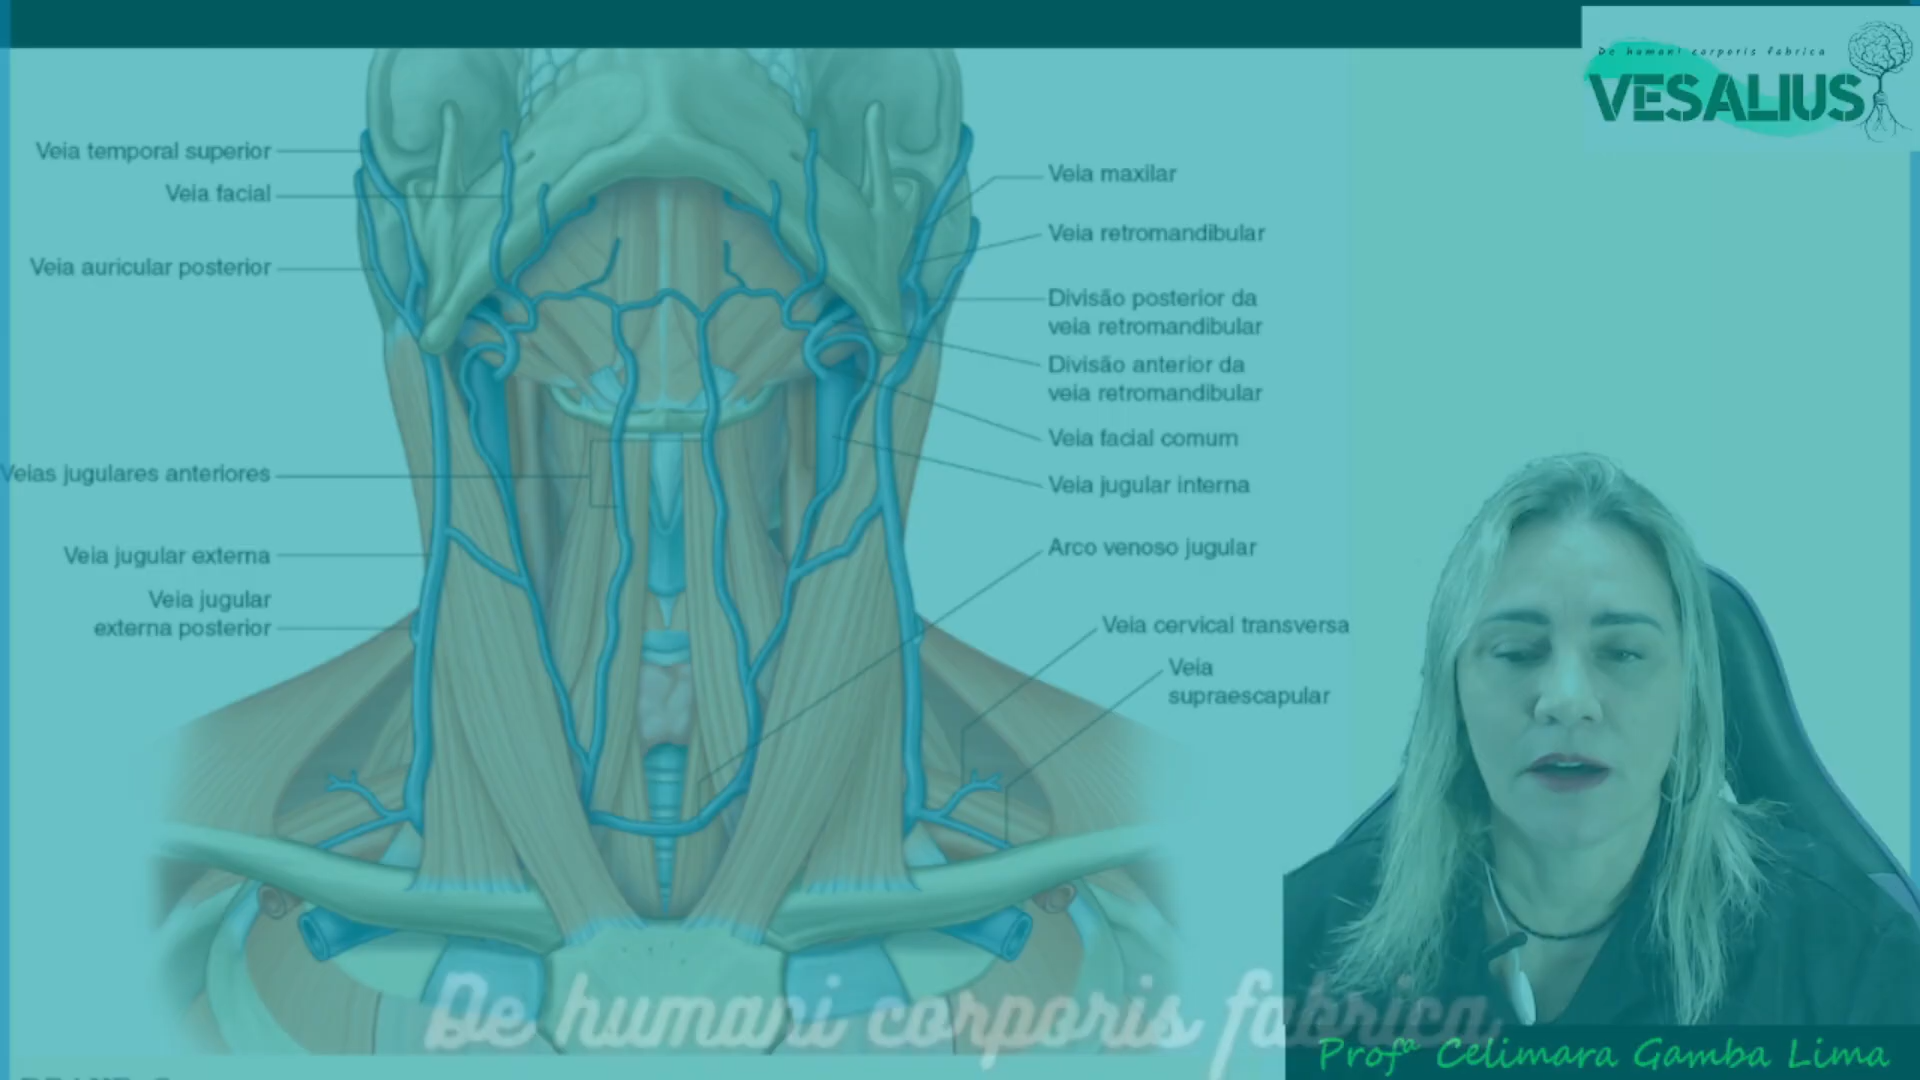 De humani corporis fabrica
VESALIUS
Veia temporal superior
Veia facial
Veia auricular posterior
Veias jugulares anteriores
Veia jugular externa
Veia jugular
externa posterior
Veia maxilar
Veia retromandibular
Divisão posterior da
veia retromandibular
Divisão anterior da
veia retromandibular
Veia facial comum
Veia jugular interna
Arco venoso jugular
Veia cervical transversa
Veia
supraescapular
De humani corporis fabrica
Profª Celimara Gamba Lima